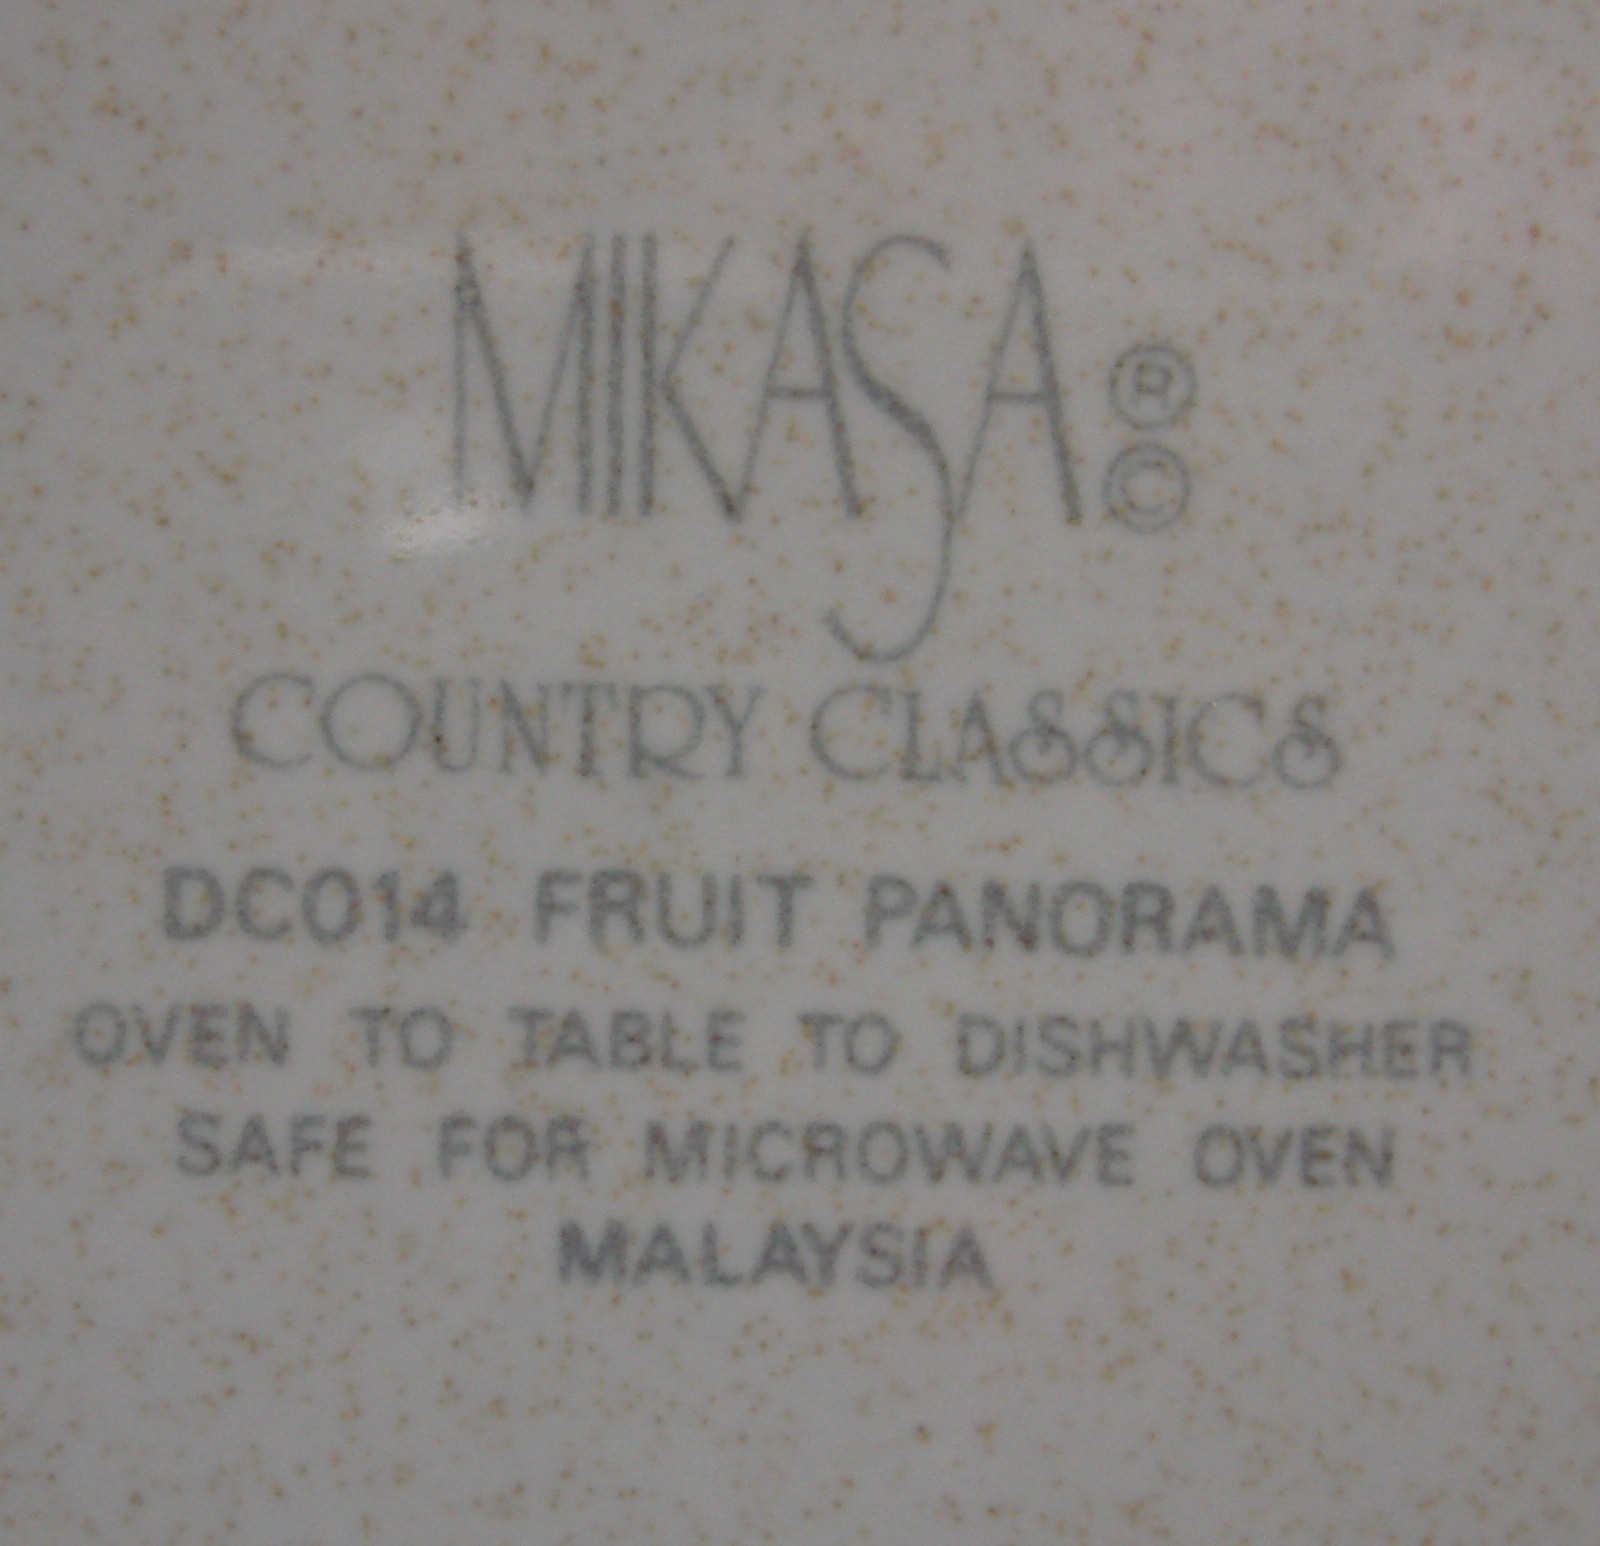 MIKASA ® ©
COUNTRY CLASSICS
DC014 FRUIT PANORAMA
OVEN TO TABLE TO DISHWASHER
SAFE FOR MICROWAVE OVEN
MALAYSIA